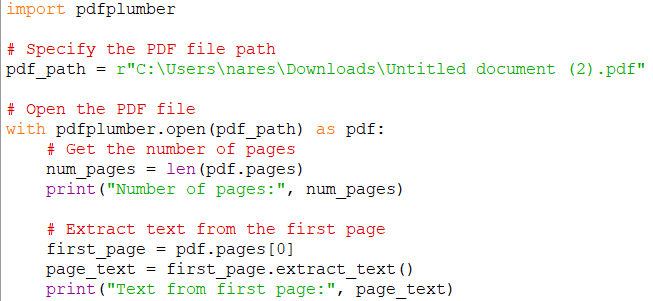 import pdfplumber

# Specify the PDF file path
pdf_path = r"C:\Users\nares\Downloads\Untitled document (2).pdf"

# Open the PDF file
with pdfplumber.open(pdf_path) as pdf:
    # Get the number of pages
    num_pages = len(pdf.pages)
    print("Number of pages:", num_pages)

    # Extract text from the first page
    first_page = pdf.pages[0]
    page_text = first_page.extract_text()
    print("Text from first page:", page_text)